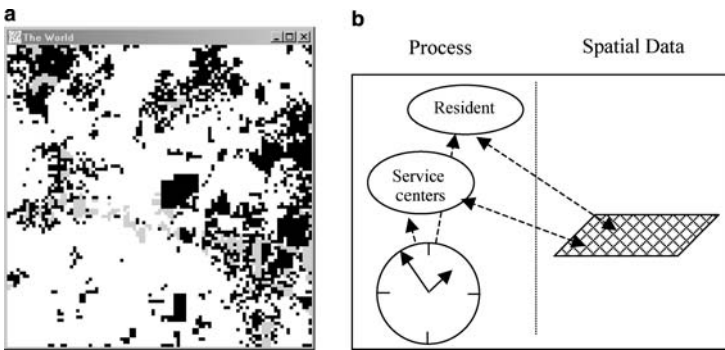 a
The World
b
Process
Spatial Data
Resident
Service
centers